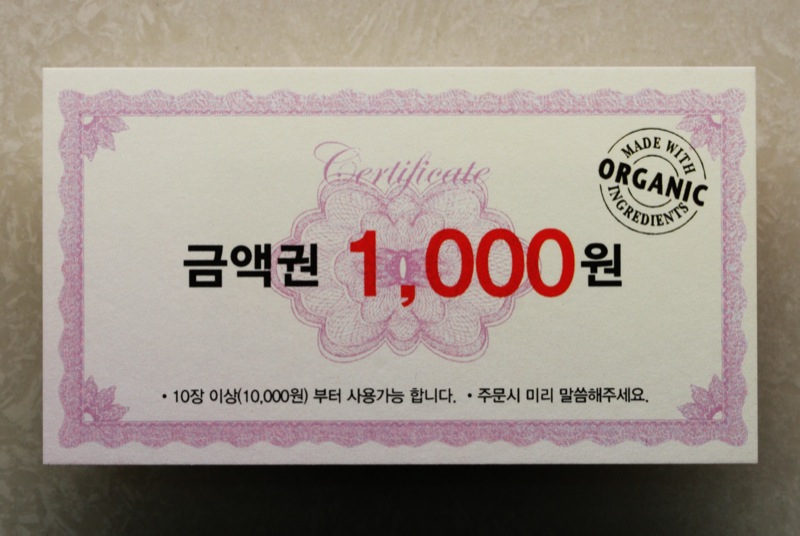 Certificate
MADE WITH
ORGANIC
INGREDIENTS
금액권 1,000원
• 10장 이상(10,000원) 부터 사용가능 합니다. • 주문시 미리 말씀해주세요.